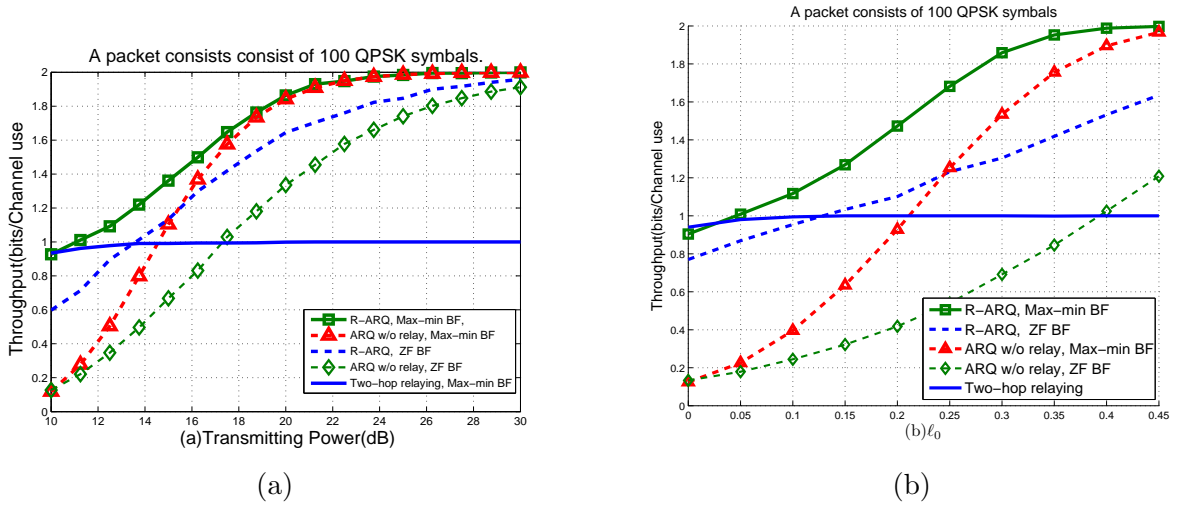 A packet consists consist of 100 QPSK symbals.
Throughput(bits/Channel use
2
1.8
1.6
1.4
1.2
1
0.8
0.6
0.4
0.2
0
10 12 14 16 18 20 22 24 26 28 30
(a)Transmitting Power(dB)
R−ARQ, Max−min BF,
ARQ w/o relay, Max−min BF
R−ARQ, ZF BF
ARQ w/o relay, ZF BF
Two−hop relaying, Max−min BF
(a)
A packet consists of 100 QPSK symbals
Throughput(bits/Channel use
2
1.8
1.6
1.4
1.2
1
0.8
0.6
0.4
0.2
0
0 0.05 0.1 0.15 0.2 0.25 0.3 0.35 0.4 0.45
(b)ℓ0
R−ARQ, Max−min BF
R−ARQ, ZF BF
ARQ w/o relay, Max−min BF
ARQ w/o relay, ZF BF
Two−hop relaying
(b)